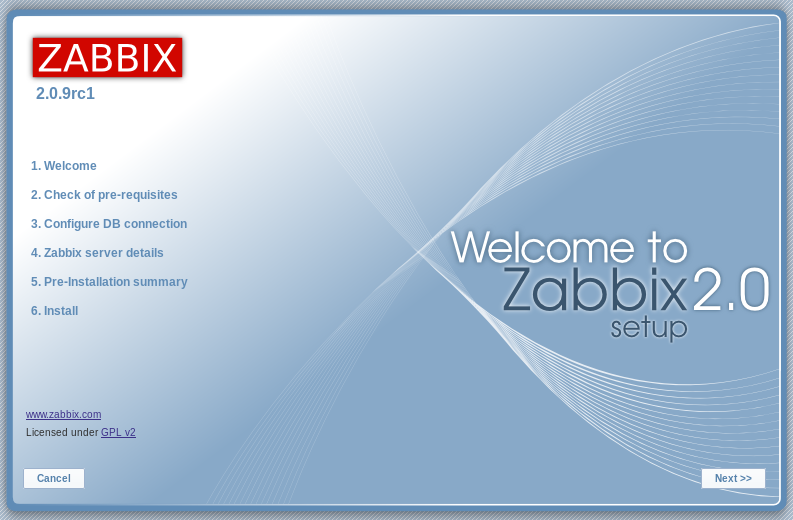 ZABBIX
2.0.9rc1
1. Welcome
2. Check of pre-requisites
3. Configure DB connection
4. Zabbix server details
5. Pre-Installation summary
6. Install
Welcome to
Zabbix 2.0
setup
www.zabbix.com
Licensed under GPL v2
Cancel
Next >>